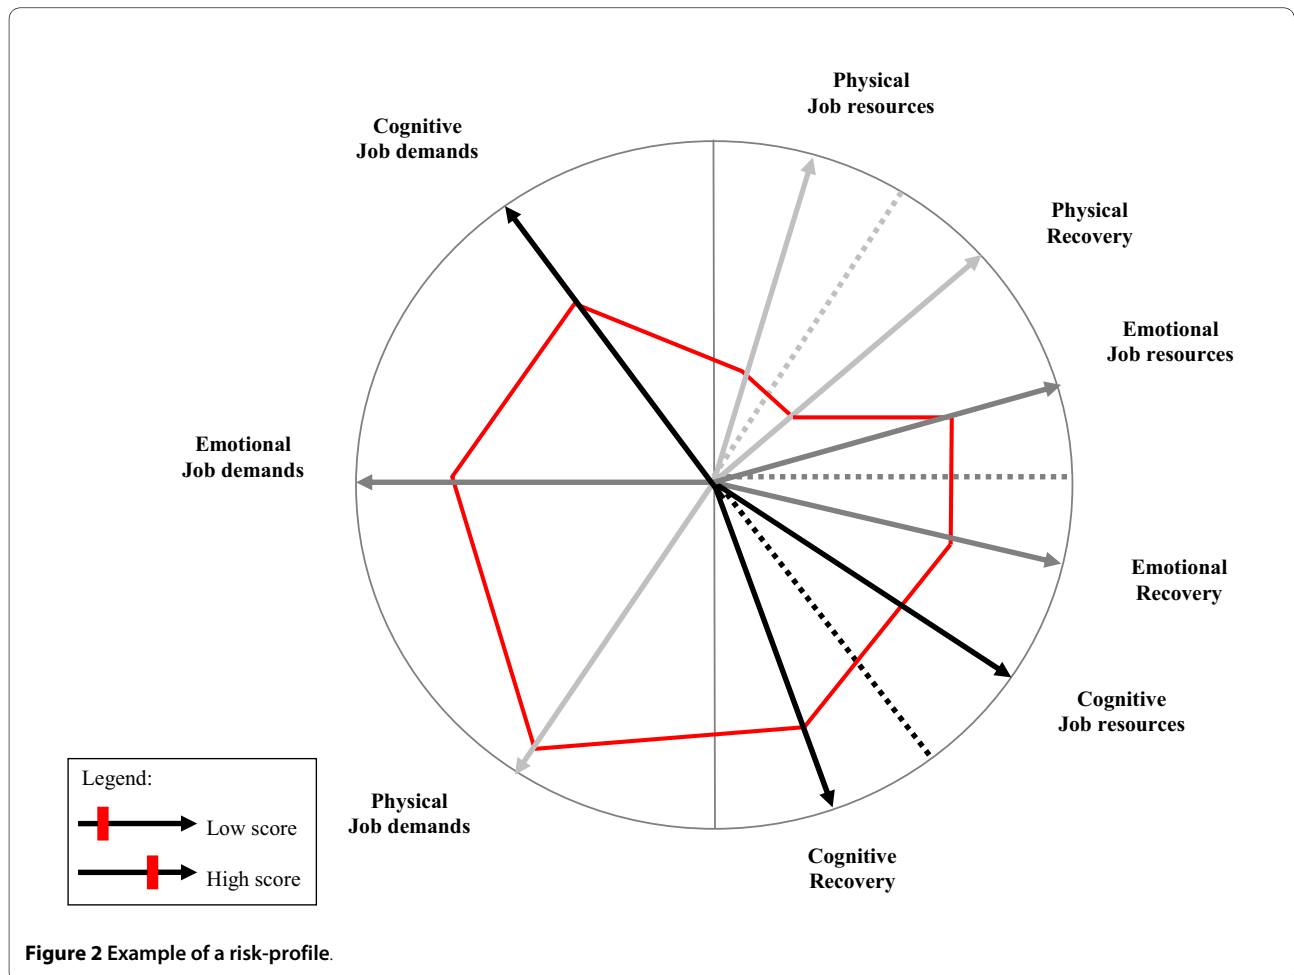 Physical
Job resources
Cognitive
Job demands
Physical
Recovery
Emotional
Job resources
Emotional
Job demands
Emotional
Recovery
Cognitive
Job resources
Physical
Job demands
Cognitive
Recovery
Legend:
Low score
High score
Figure 2 Example of a risk-profile.